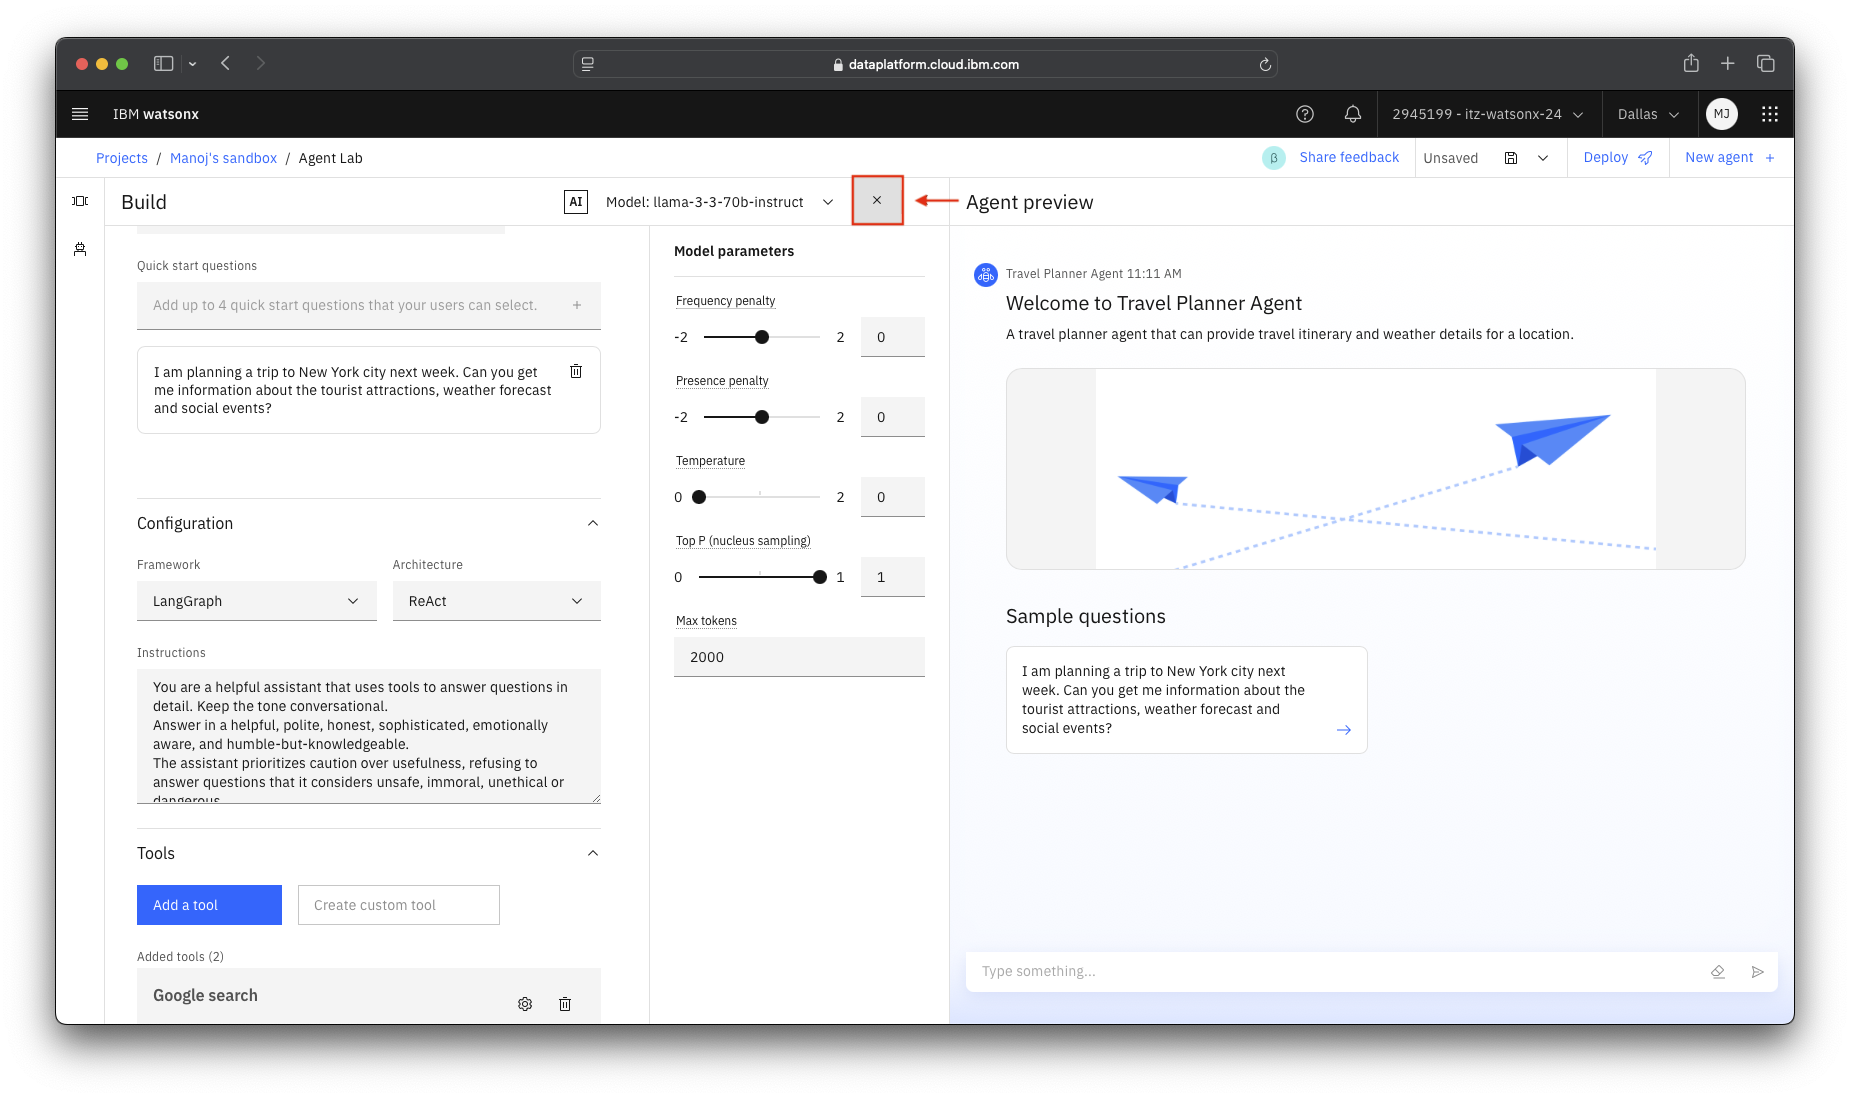 dataplatform.cloud.ibm.com
IBM watsonx
2945199 - itz-watsonx-24
Dallas
MJ
Projects / Manoj's sandbox / Agent Lab
β
Share feedback
Unsaved
Deploy
New agent +
Build
AI
Model: llama-3-3-70b-instruct
Agent preview
Quick start questions
Add up to 4 quick start questions that your users can select. +
I am planning a trip to New York city next week. Can you get
me information about the tourist attractions, weather forecast
and social events?
Configuration
Framework
Architecture
LangGraph
ReAct
Instructions
You are a helpful assistant that uses tools to answer questions in
detail. Keep the tone conversational.
Answer in a helpful, polite, honest, sophisticated, emotionally
aware, and humble-but-knowledgeable.
The assistant prioritizes caution over usefulness, refusing to
answer questions that it considers unsafe, immoral, unethical or
dangerous.
Tools
Add a tool
Create custom tool
Added tools (2)
Google search
Model parameters
Frequency penalty
-2 2 0
Presence penalty
-2 2 0
Temperature
0 2 0
Top P (nucleus sampling)
0 1 1
Max tokens
2000
Travel Planner Agent 11:11 AM
Welcome to Travel Planner Agent
A travel planner agent that can provide travel itinerary and weather details for a location.
Sample questions
I am planning a trip to New York city next
week. Can you get me information about the
tourist attractions, weather forecast and
social events?
Type something...